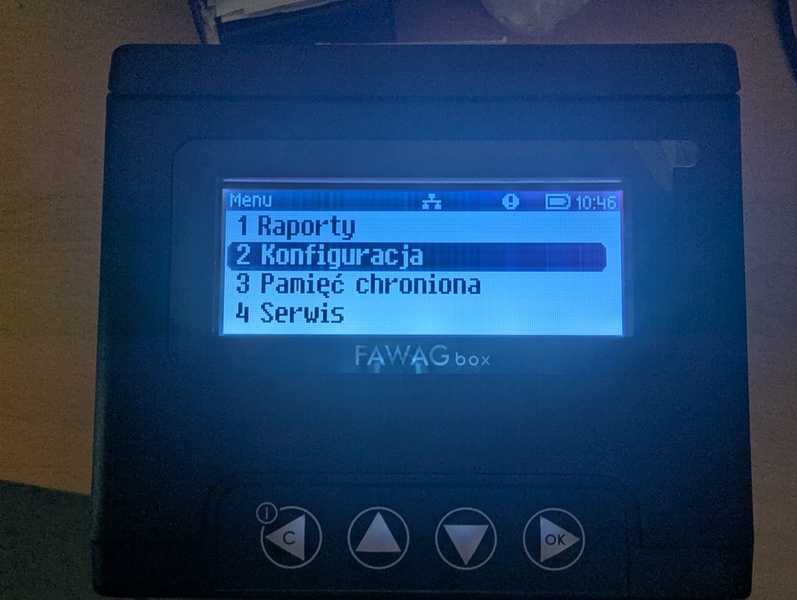 Menu 10:46
1 Raporty
2 Konfiguracja
3 Pamięć chroniona
4 Serwis
FAWAG box
C
OK